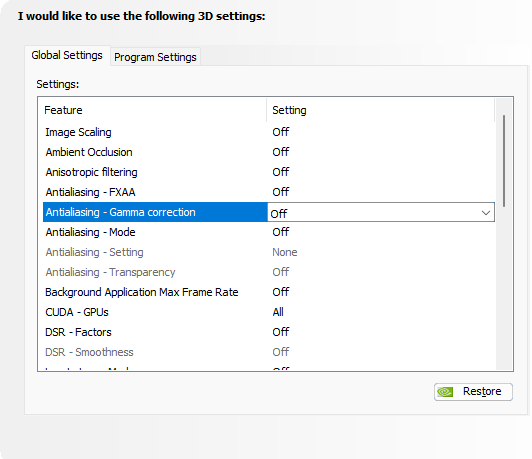 I would like to use the following 3D settings:
Global Settings Program Settings
Settings:
Feature Setting
Image Scaling Off
Ambient Occlusion Off
Anisotropic filtering Off
Antialiasing - FXAA Off
Antialiasing - Gamma correction Off
Antialiasing - Mode Off
Antialiasing - Setting None
Antialiasing - Transparency Off
Background Application Max Frame Rate Off
CUDA - GPUs All
DSR - Factors Off
DSR - Smoothness Off
Off
Restore